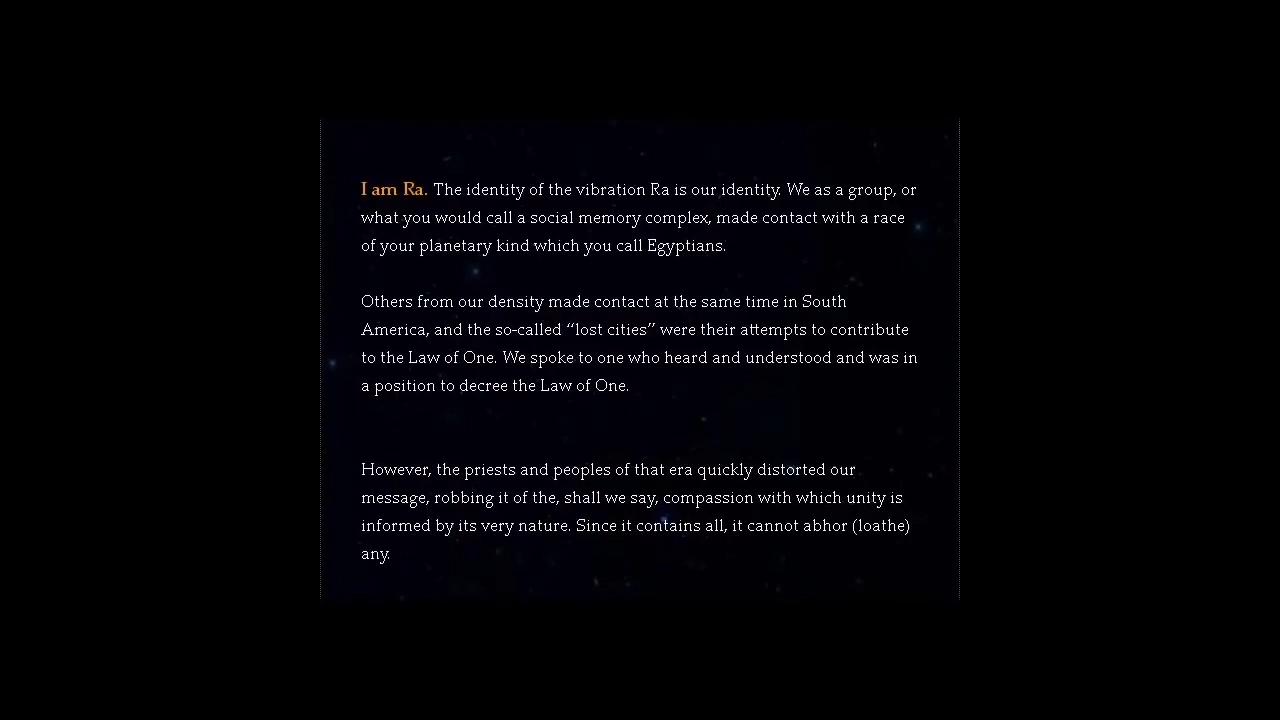 I am Ra. The identity of the vibration Ra is our identity. We as a group, or
what you would call a social memory complex, made contact with a race
of your planetary kind which you call Egyptians.
Others from our density made contact at the same time in South
America, and the so-called “lost cities” were their attempts to contribute
to the Law of One. We spoke to one who heard and understood and was in
a position to decree the Law of One.
However, the priests and peoples of that era quickly distorted our
message, robbing it of the, shall we say, compassion with which unity is
informed by its very nature. Since it contains all, it cannot abhor (loathe)
any.